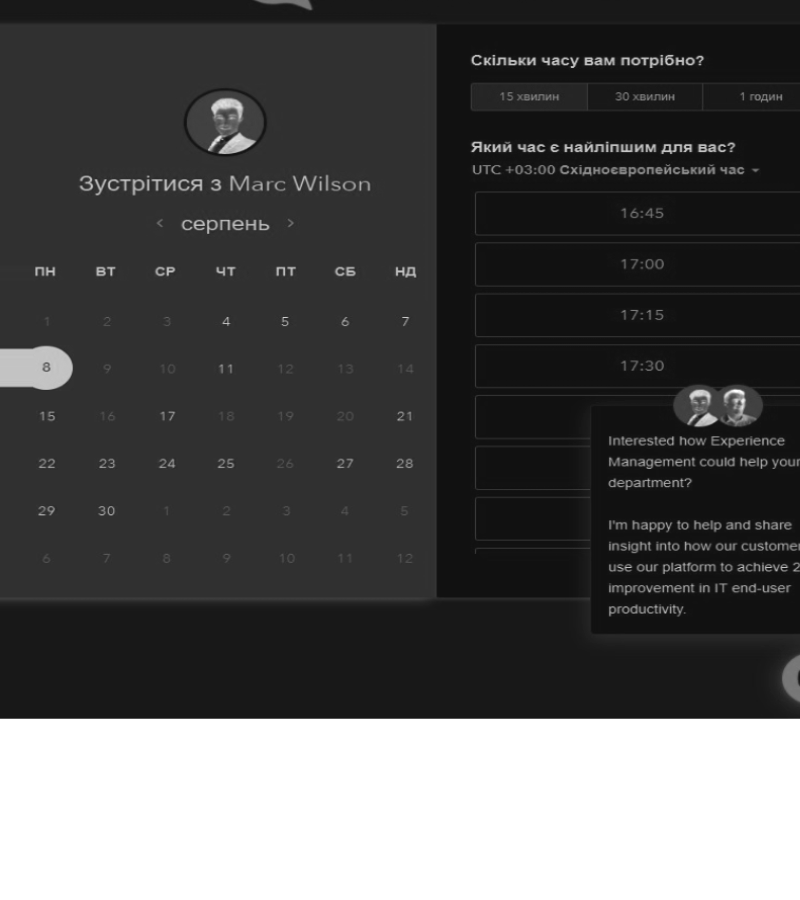 Зустрітися з Marc Wilson
< серпень >
ПН ВТ СР ЧТ ПТ СБ НД
1 2 3 4 5 6 7
8 9 10 11 12 13 14
15 16 17 18 19 20 21
22 23 24 25 26 27 28
29 30 1 2 3 4 5
6 7 8 9 10 11 12
Скільки часу вам потрібно?
15 хвилин 30 хвилин 1 годин
Який час є найліпшим для вас?
UTC +03:00 Східноєвропейський час
16:45
17:00
17:15
17:30
Interested how Experience
Management could help your
department?
I'm happy to help and share
insight into how our customer
use our platform to achieve 2
improvement in IT end-user
productivity.